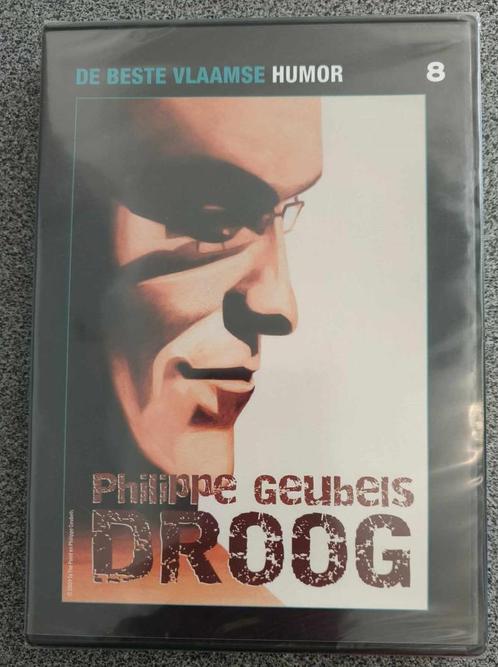 DE BESTE VLAAMSE HUMOR 8
Philippe Geubels
DROOG